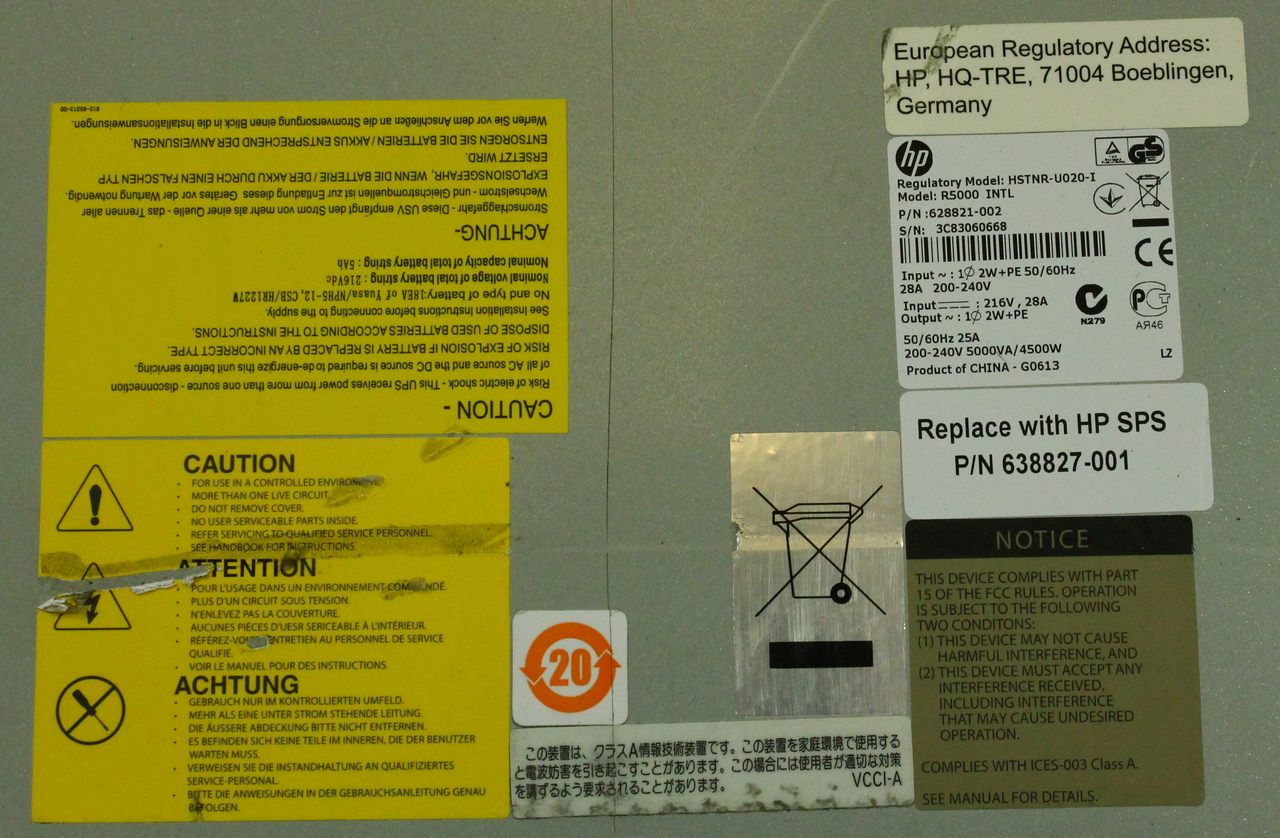 European Regulatory Address:
HP, HQ-TRE, 71004 Boeblingen,
Germany
hp
Regulatory Model: HSTNR-U020-I
Model: R5000 INTL
P/N :628821-002
S/N: 3C83060668
Input ~ : 1Ø 2W+PE 50/60Hz
28A 200-240V
Input⎓ : 216V , 28A
Output ~ : 1Ø 2W+PE
50/60Hz 25A
200-240V 5000VA/4500W
Product of CHINA - G0613
GS
CE
N279
АЯ46
LZ
Replace with HP SPS
P/N 638827-001
NOTICE
THIS DEVICE COMPLIES WITH PART
15 OF THE FCC RULES. OPERATION
IS SUBJECT TO THE FOLLOWING
TWO CONDITONS:
(1) THIS DEVICE MAY NOT CAUSE
HARMFUL INTERFERENCE, AND
(2) THIS DEVICE MUST ACCEPT ANY
INTERFERENCE RECEIVED,
INCLUDING INTERFERENCE
THAT MAY CAUSE UNDESIRED
OPERATION.
COMPLIES WITH ICES-003 Class A.
SEE MANUAL FOR DETAILS.
CAUTION -
Risk of electric shock - This UPS receives power from more than one source - disconnection
of all AC source and the DC source is required to de-energize this unit before servicing.
RISK OF EXPLOSION IF BATTERY IS REPLACED BY AN INCORRECT TYPE.
DISPOSE OF USED BATTERIES ACCORDING TO THE INSTRUCTIONS.
See Installation Instructions before connecting to the supply.
No and type of battery:18EA of Yuasa/NPH5-12, CSB/HR1227W
Nominal voltage of total battery string : 216Vdc
Nominal capacity of total battery string : 5Ah
ACHTUNG-
Stromschlaggefahr - Diese USV empfängt den Strom von mehr als einer Quelle - das Trennen aller
Wechselstrom - und Gleichstromquellen ist zur Entladung dieses Gerätes vor der Wartung notwendig.
EXPLOSIONSGEFAHR, WENN DIE BATTERIE / DER AKKU DURCH EINEN FALSCHEN TYP
ERSETZT WIRD.
ENTSORGEN SIE DIE BATTERIEN / AKKUS ENTSPRECHEND DER ANWEISUNGEN.
Werfen Sie vor dem Anschließen an die Stromversorgung einen Blick in die Installationsanweisungen.
CAUTION
FOR USE IN A CONTROLLED
MORE THAN ONE LIVE CIRCUIT.
DO NOT REMOVE COVER.
NO USER SERVICEABLE PARTS INSIDE.
REFER SERVICING TO QUALIFIED SERVICE PERSONNEL.
SEE HANDBOOK FOR INSTRUCTIONS.
ATTENTION
POUR L'USAGE DANS UN ENVIRONNEMENT COMMANDÉ.
PLUS D'UN CIRCUIT SOUS TENSION.
N'ENLEVEZ PAS LA COUVERTURE.
AUCUNES PIÈCES D'UESR SERICEABLE À L'INTÉRIEUR.
AU PERSONNEL DE SERVICE
QUALIFIE.
VOIR LE MANUEL POUR DES INSTRUCTIONS.
ACHTUNG
GEBRAUCH NUR IM KONTROLLIERTEN UMFELD.
MEHR ALS EINE UNTER STROM STEHENDE LEITUNG.
DIE ÄUSSERE ABDECKUNG BITTE NICHT ENTFERNEN.
ES BEFINDEN SICH KEINE TEILE IM INNEREN, DIE DER BENUTZER
WARTEN MUSS.
VERWEISEN SIE DIE INSTANDHALTUNG AN QUALIFIZIERTES
SERVICE-PERSONAL.
BITTE DIE ANWEISUNGEN IN DER GEBRAUCHSANLEITUNG GENAU
BEFOLGEN.
20
この装置は、クラスA情報技術装置です。この装置を家庭環境で使用する
と電波妨害を引き起こすことがあります。この場合には使用者が適切な対策
を講ずるよう要求されることがあります。
VCCI-A